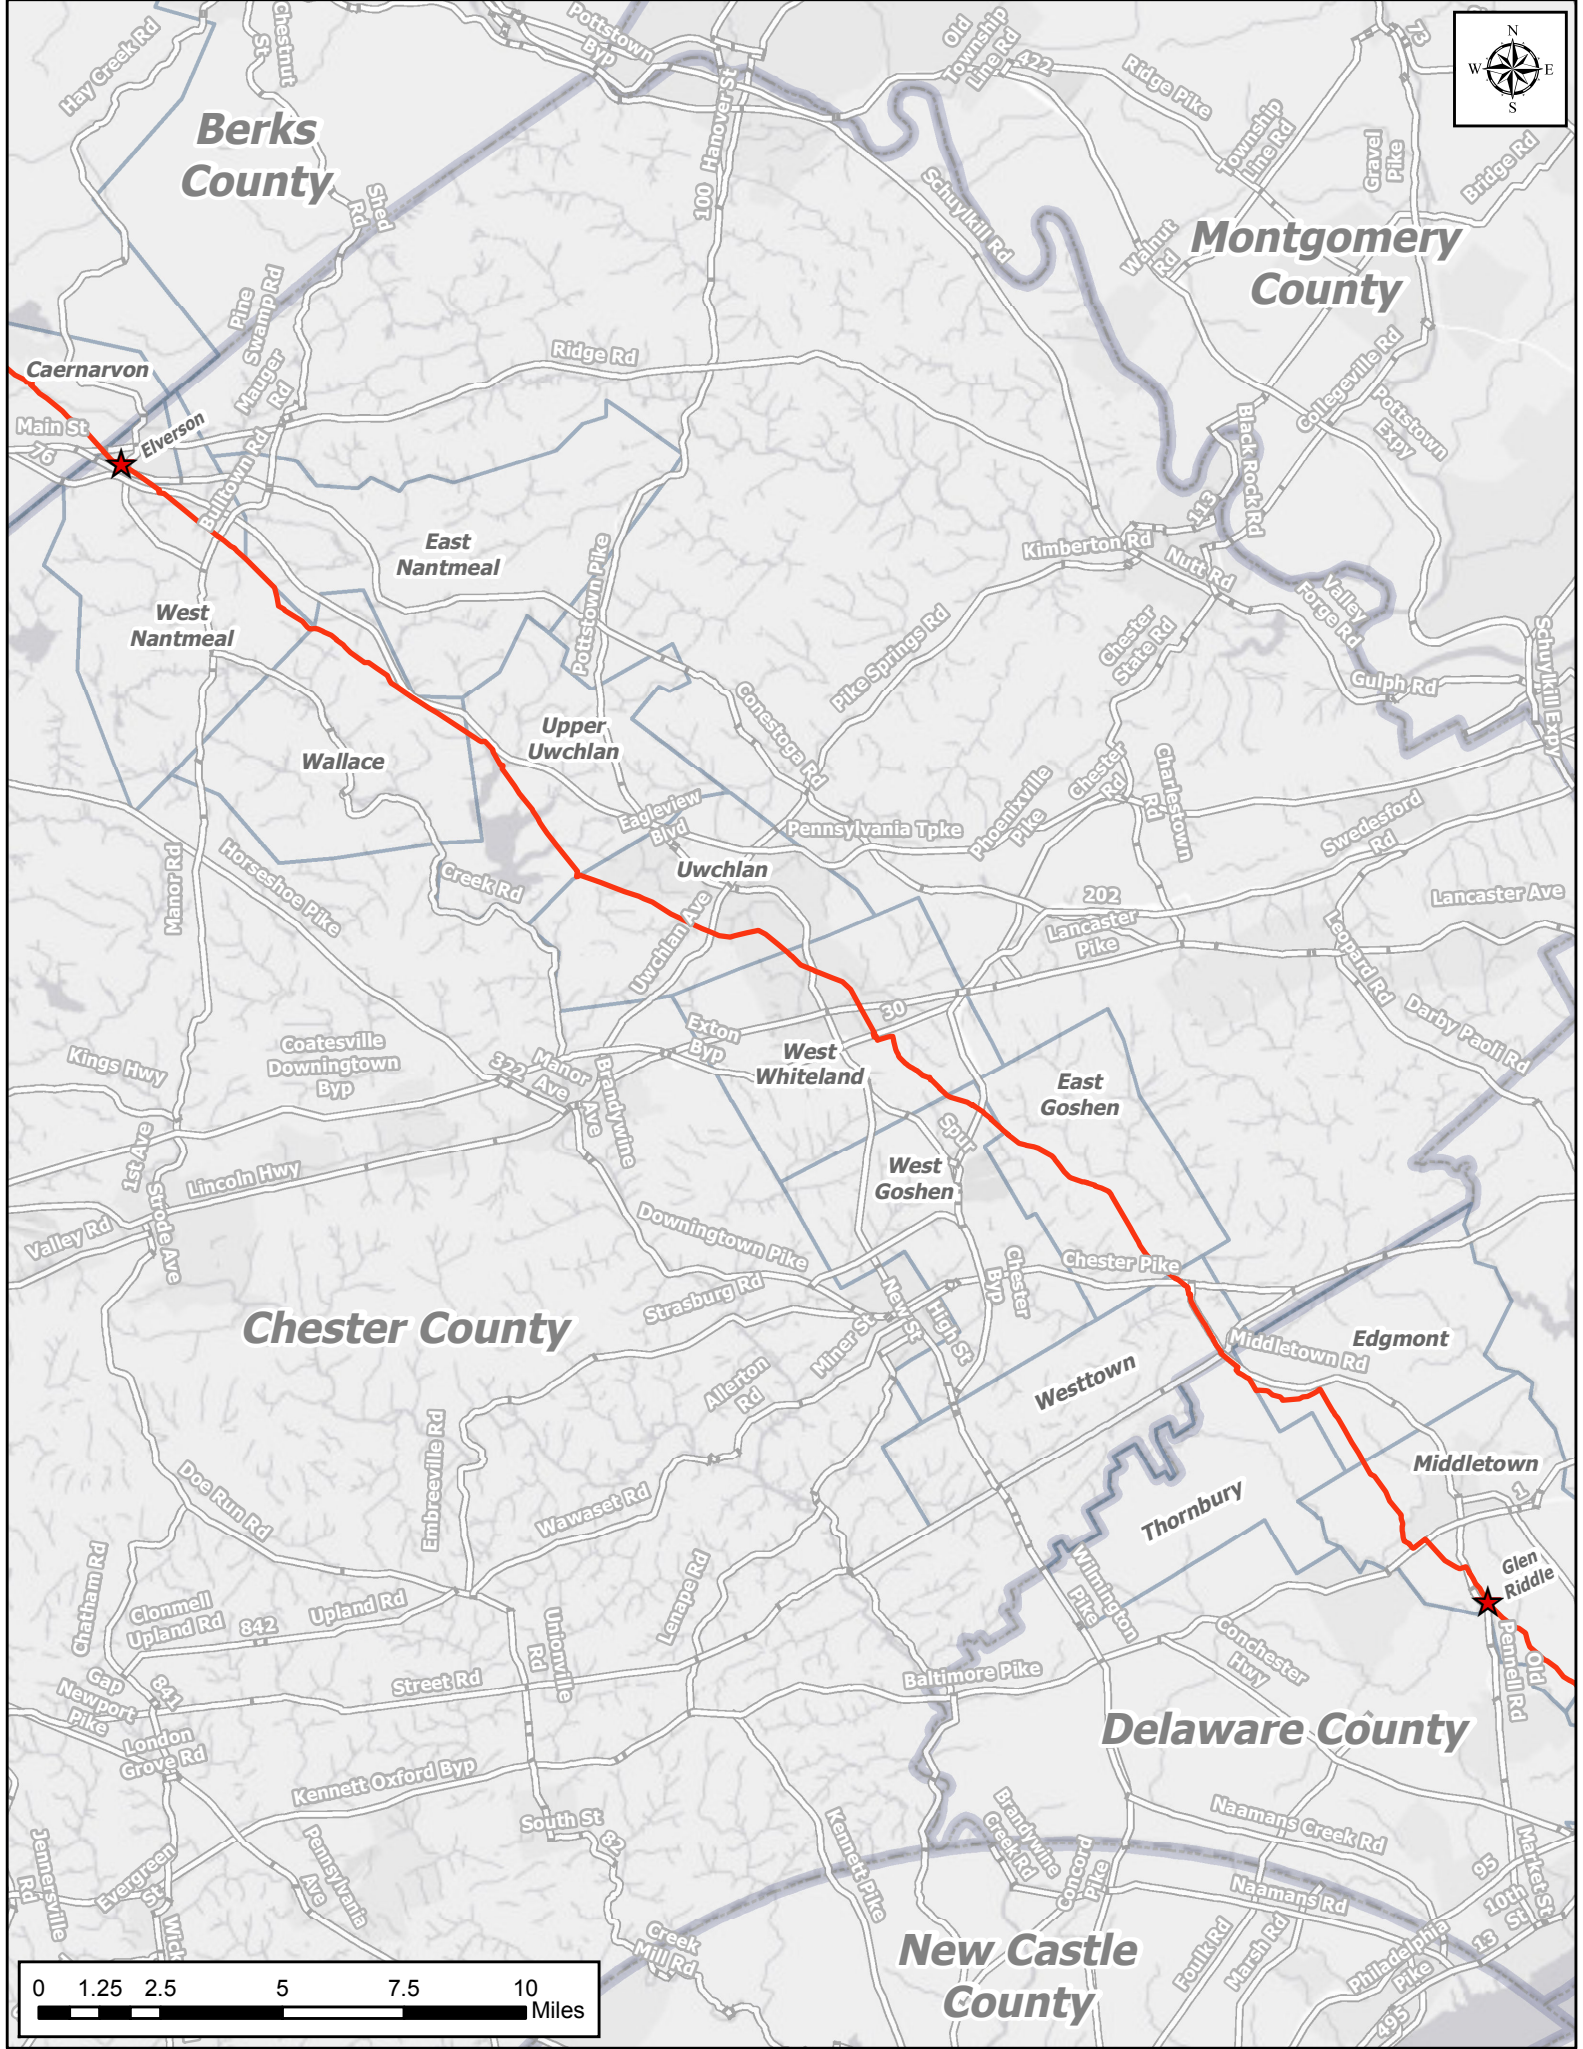 Hay Creek Rd
Chestnut
St
Pottstown
Byp
Old
Township
Line Rd
422
73
N
W
E
S
Ridge Pike
Township
Line Rd
Gravel
Pike
Bridge Rd
Berks
County
Shed
Rd
100
Hanover St
Schuylkill Rd
Walnut
Rd
Montgomery
County
Pine
Swamp Rd
Mauger
Rd
Ridge Rd
Caernarvon
Collegeville Rd
Pottstown
Expy
Main St
76
Elverson
Bulltown Rd
Black Rock Rd
113
East
Nantmeal
Kimberton Rd
Nutt Rd
Valley
Forge Rd
West
Nantmeal
Pottstown Pike
Pike Springs Rd
Chester
State Rd
Gulph Rd
Schuylkill Expy
Upper
Uwchlan
Conestoga Rd
Wallace
Eagleview
Blvd
Pennsylvania Tpke
Phoenixville
Pike
Chester
Rd
Charlestown
Rd
Swedesford
Rd
Manor Rd
Horseshoe Pike
Creek Rd
Uwchlan
Uwchlan Ave
202
Lancaster
Pike
Lancaster Ave
Leopard Rd
Darby Paoli Rd
30
Exton
Byp
West
Whiteland
East
Goshen
Kings Hwy
Coatesville
Downingtown
Byp
322
Manor
Ave
Brandywine
Ave
1st Ave
Lincoln Hwy
Spur
West
Goshen
Strode Ave
Valley Rd
Downingtown Pike
Chester Pike
Chester
Byp
Strasburg Rd
New St
High St
Chester County
Miner St
Middletown Rd
Edgmont
Allerton
Rd
Westtown
Embreeville Rd
Doe Run Rd
Wawaset Rd
Middletown
1
Thornbury
Chatham Rd
Lenape Rd
Wilmington
Pike
Glen
Riddle
Clonmell
Upland Rd
842
Upland Rd
Unionville
Rd
Conchester
Hwy
Old
Pennell Rd
Gap
Newport
Pike
841
Street Rd
Baltimore Pike
London
Grove Rd
Delaware County
Kennett Oxford Byp
South St
82
Kennett Pike
Brandywine
Creek Rd
Concord
Pike
Naamans Creek Rd
Market St
95
Jennersville
Rd
Evergreen
St
Pennsylvania
Ave
Wick
Naamans Rd
10th
St
13
Creek
Mill Rd
New Castle
County
Foulk Rd
Marsh Rd
Philadelphia
Pike
495
0 1.25 2.5 5 7.5 10
Miles